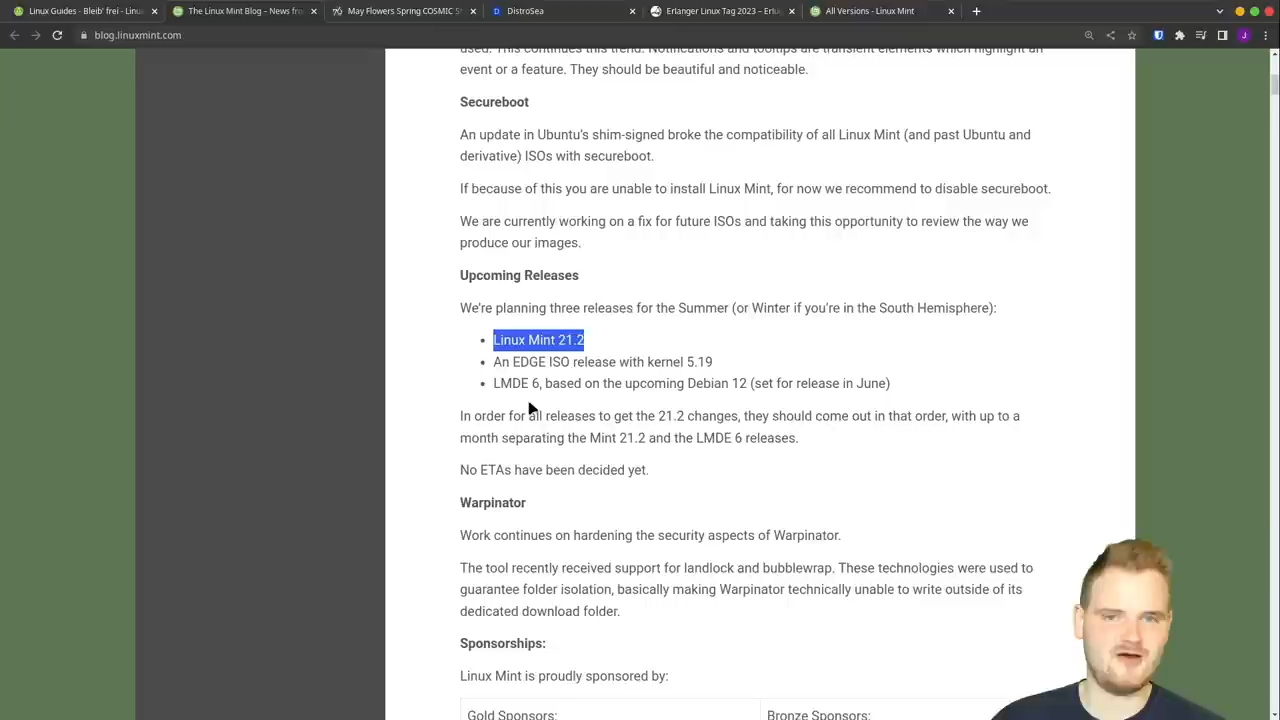 Linux Guides - Bleib' frei - Linu
The Linux Mint Blog – News fro
May Flowers Spring COSMIC S
DistroSea
Erlanger Linux Tag 2023 – Erlu
All Versions - Linux Mint
blog.linuxmint.com
used. This continues this trend. Notifications and tooltips are transient elements which highlight an
event or a feature. They should be beautiful and noticeable.
Secureboot
An update in Ubuntu's shim-signed broke the compatibility of all Linux Mint (and past Ubuntu and
derivative) ISOs with secureboot.
If because of this you are unable to install Linux Mint, for now we recommend to disable secureboot.
We are currently working on a fix for future ISOs and taking this opportunity to review the way we
produce our images.
Upcoming Releases
We're planning three releases for the Summer (or Winter if you're in the South Hemisphere):
• Linux Mint 21.2
• An EDGE ISO release with kernel 5.19
• LMDE 6, based on the upcoming Debian 12 (set for release in June)
In order for all releases to get the 21.2 changes, they should come out in that order, with up to a
month separating the Mint 21.2 and the LMDE 6 releases.
No ETAs have been decided yet.
Warpinator
Work continues on hardening the security aspects of Warpinator.
The tool recently received support for landlock and bubblewrap. These technologies were used to
guarantee folder isolation, basically making Warpinator technically unable to write outside of its
dedicated download folder.
Sponsorships:
Linux Mint is proudly sponsored by:
Gold Sponsors:
Bronze Sponsors: